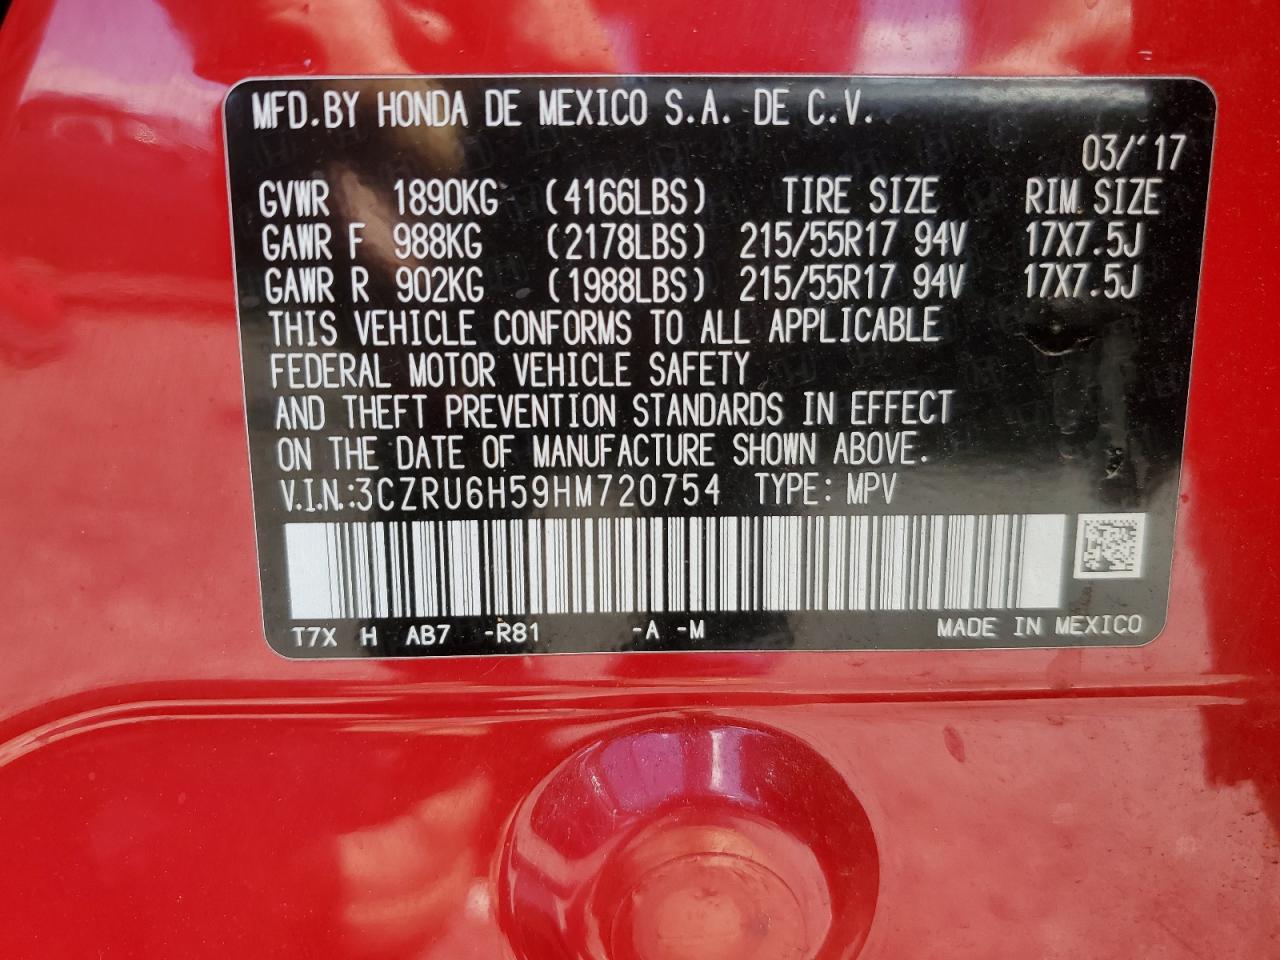 MFD.BY HONDA DE MEXICO S.A. DE C.V.
03/'17
GVWR 1890KG (4166LBS) TIRE SIZE RIM SIZE
GAWR F 988KG (2178LBS) 215/55R17 94V 17X7.5J
GAWR R 902KG (1988LBS) 215/55R17 94V 17X7.5J
THIS VEHICLE CONFORMS TO ALL APPLICABLE
FEDERAL MOTOR VEHICLE SAFETY
AND THEFT PREVENTION STANDARDS IN EFFECT
ON THE DATE OF MANUFACTURE SHOWN ABOVE.
V.I.N.:3CZRU6H59HM720754 TYPE: MPV
T7X H AB7 -R81 -A -M MADE IN MEXICO